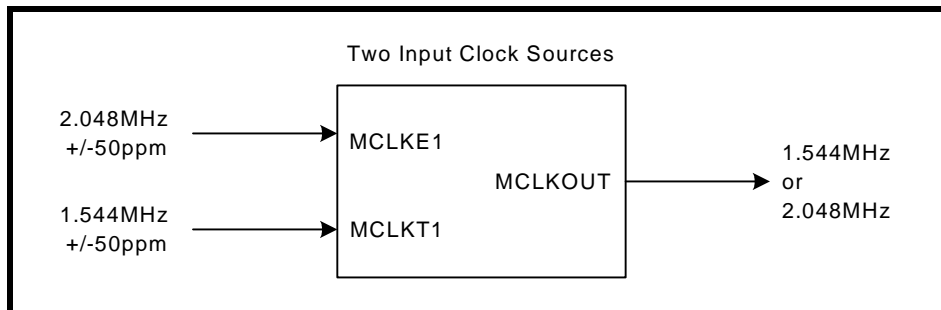 Two Input Clock Sources
2.048MHz
+/-50ppm
MCLKE1
MCLKOUT
1.544MHz
or
2.048MHz
1.544MHz
+/-50ppm
MCLKT1